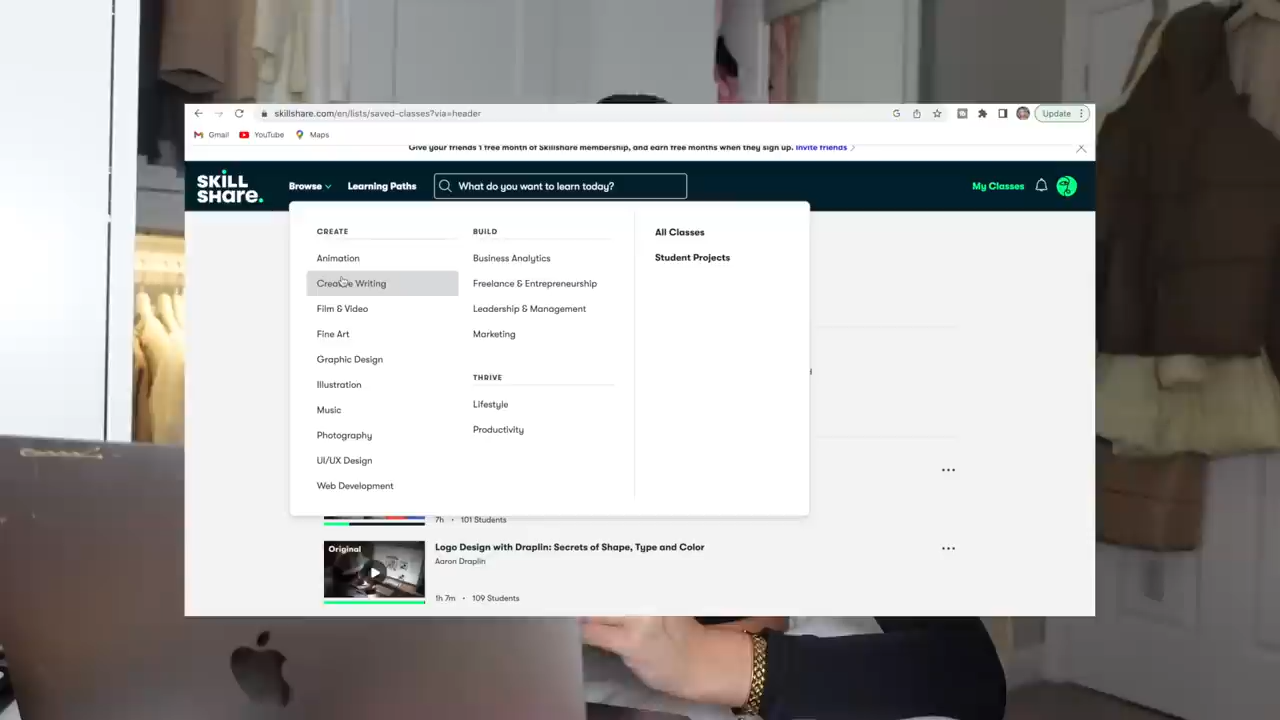 skillshare.com/en/lists/saved-classes?via=header
Update
Gmail
YouTube
Maps
Give your friends 1 free month of Skillshare membership, and earn free months when they sign up. Invite friends
SKILL
SHARE.
Browse
Learning Paths
What do you want to learn today?
My Classes
CREATE
Animation
Creative Writing
Film & Video
Fine Art
Graphic Design
Illustration
Music
Photography
UI/UX Design
Web Development
BUILD
Business Analytics
Freelance & Entrepreneurship
Leadership & Management
Marketing
THRIVE
Lifestyle
Productivity
All Classes
Student Projects
7h • 101 Students
Original
Logo Design with Draplin: Secrets of Shape, Type and Color
Aaron Draplin
1h 7m • 109 Students